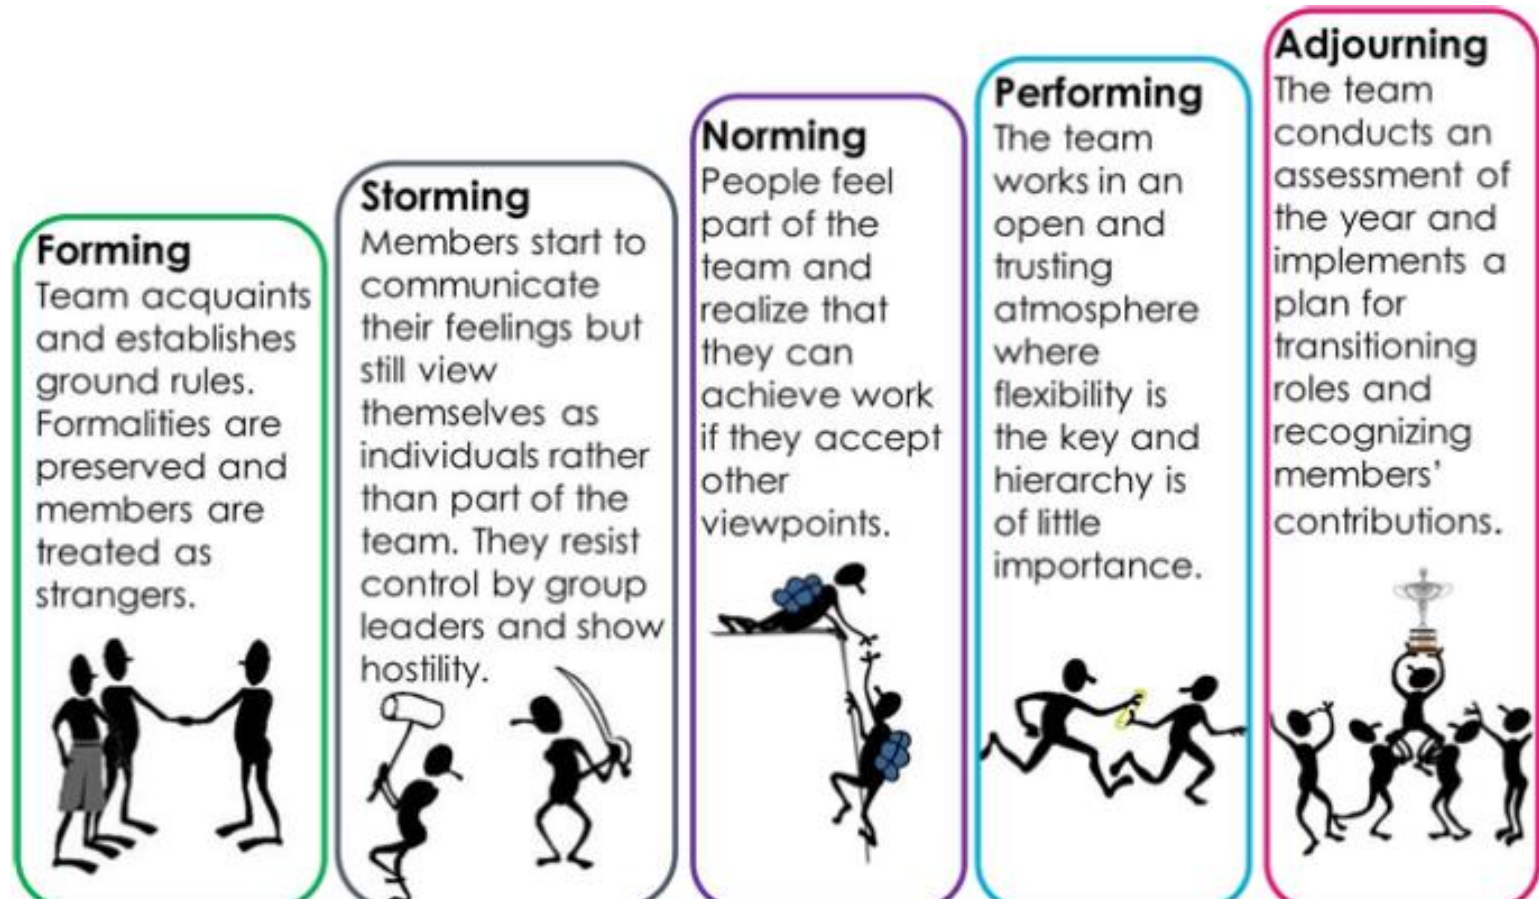 Forming
Team acquaints
and establishes
ground rules.
Formalities are
preserved and
members are
treated as
strangers.
Storming
Members start to
communicate
their feelings but
still view
themselves as
individuals rather
than part of the
team. They resist
control by group
leaders and show
hostility.
Norming
People feel
part of the
team and
realize that
they can
achieve work
if they accept
other
viewpoints.
Performing
The team
works in an
open and
trusting
atmosphere
where
flexibility is
the key and
hierarchy is
of little
importance.
Adjourning
The team
conducts an
assessment of
the year and
implements a
plan for
transitioning
roles and
recognizing
members'
contributions.